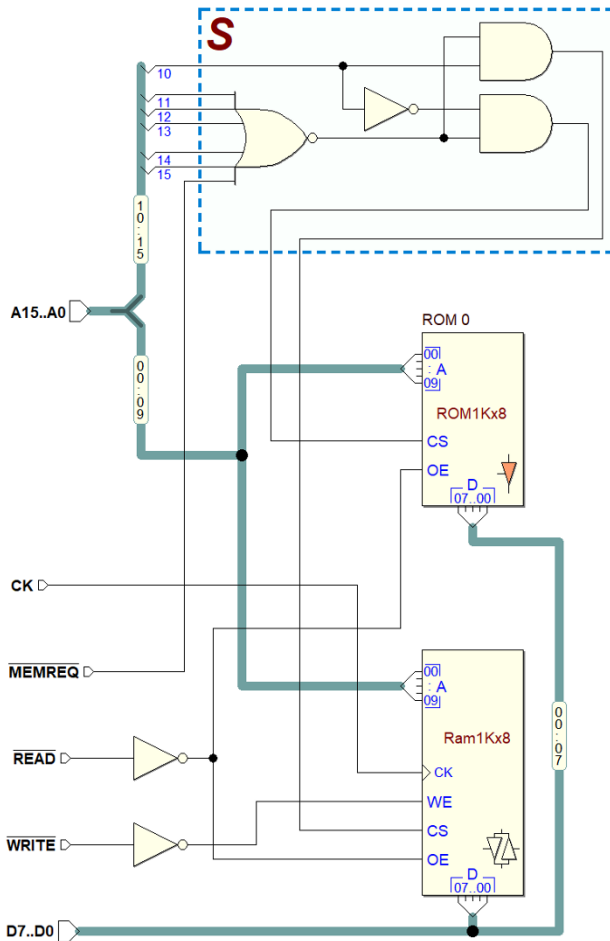 S
10
11
12
13
14
15
10..15
A15..A0
00..09
ROM 0
00
: A
09
ROM1Kx8
CS
OE
D
07..00
CK
MEMREQ
00
: A
09
Ram1Kx8
00..07
READ
CK
WE
WRITE
CS
OE
D
07..00
D7..D0